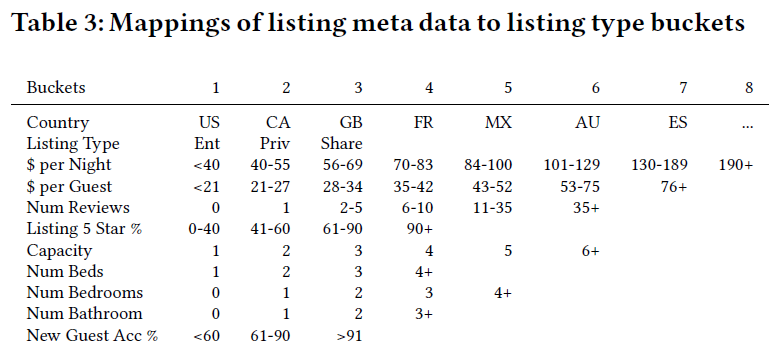 Table 3: Mappings of listing meta data to listing type buckets
Buckets 1 2 3 4 5 6 7 8
Country US CA GB FR MX AU ES ...
Listing Type Ent Priv Share
$ per Night <40 40-55 56-69 70-83 84-100 101-129 130-189 190+
$ per Guest <21 21-27 28-34 35-42 43-52 53-75 76+
Num Reviews 0 1 2-5 6-10 11-35 35+
Listing 5 Star % 0-40 41-60 61-90 90+
Capacity 1 2 3 4 5 6+
Num Beds 1 2 3 4+
Num Bedrooms 0 1 2 3 4+
Num Bathroom 0 1 2 3+
New Guest Acc % <60 61-90 >91